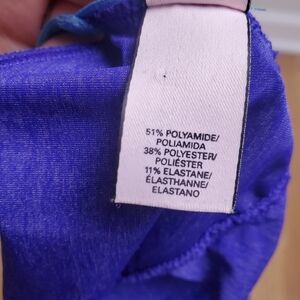 51% POLYAMIDE/
POLIAMIDA
38% POLYESTER/
POLIÉSTER
11% ELASTANE/
ÉLASTHANNE/
ELASTANO